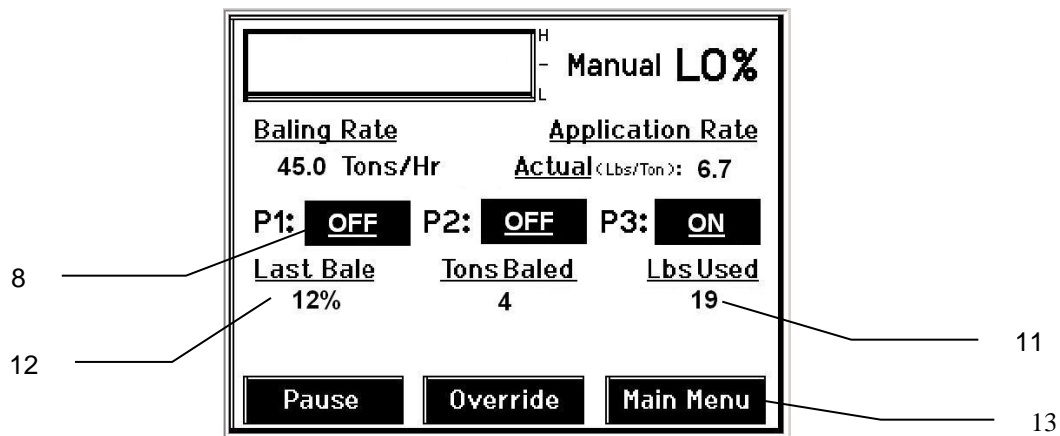 H
-
L
Manual LO%
Baling Rate Application Rate
45.0 Tons/Hr Actual (Lbs/Ton): 6.7
P1: OFF P2: OFF P3: ON
8
Last Bale Tons Baled Lbs Used
12% 4 19
11
12
Pause Override Main Menu
13